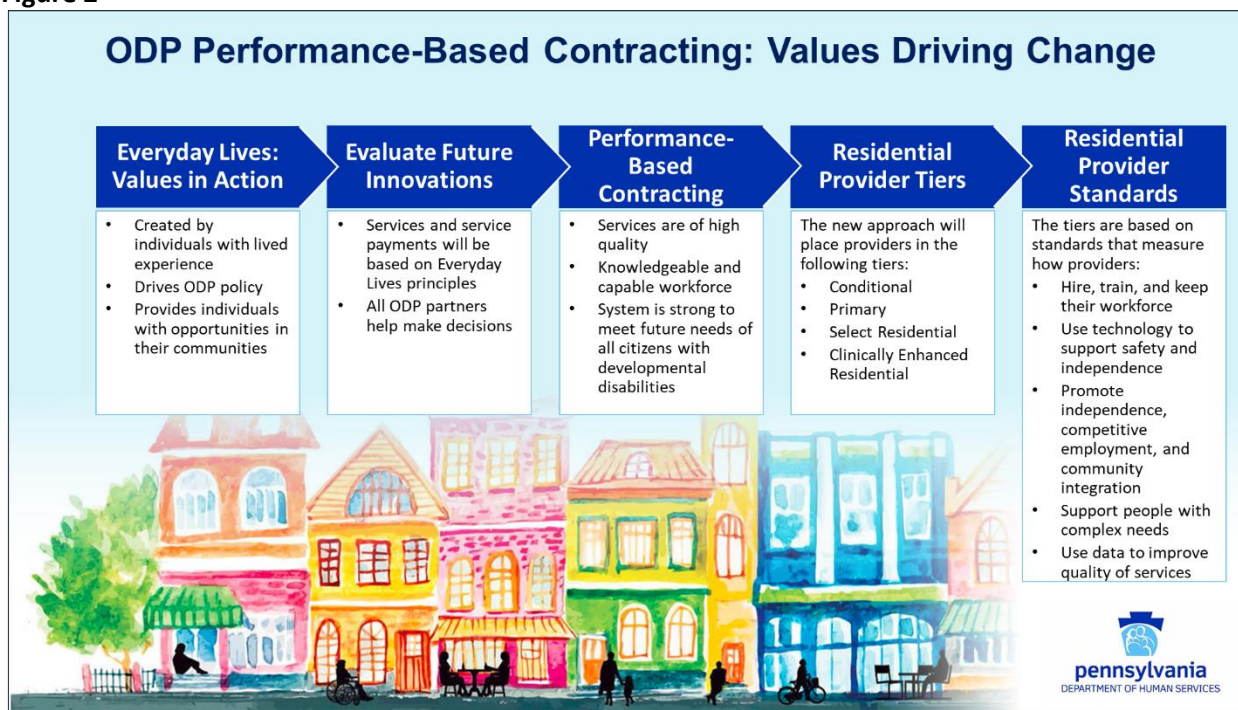 ODP Performance-Based Contracting: Values Driving Change
Everyday Lives:
Values in Action
• Created by
individuals with lived
experience
• Drives ODP policy
• Provides individuals
with opportunities in
their communities
Evaluate Future
Innovations
• Services and service
payments will be
based on Everyday
Lives principles
• All ODP partners
help make decisions
Performance-
Based
Contracting
• Services are of high
quality
• Knowledgeable and
capable workforce
• System is strong to
meet future needs of
all citizens with
developmental
disabilities
Residential
Provider Tiers
The new approach will
place providers in the
following tiers:
• Conditional
• Primary
• Select Residential
• Clinically Enhanced
Residential
Residential
Provider
Standards
The tiers are based on
standards that measure
how providers:
• Hire, train, and keep
their workforce
• Use technology to
support safety and
independence
• Promote
independence,
competitive
employment, and
community
integration
• Support people with
complex needs
• Use data to improve
quality of services
pennsylvania
DEPARTMENT OF HUMAN SERVICES